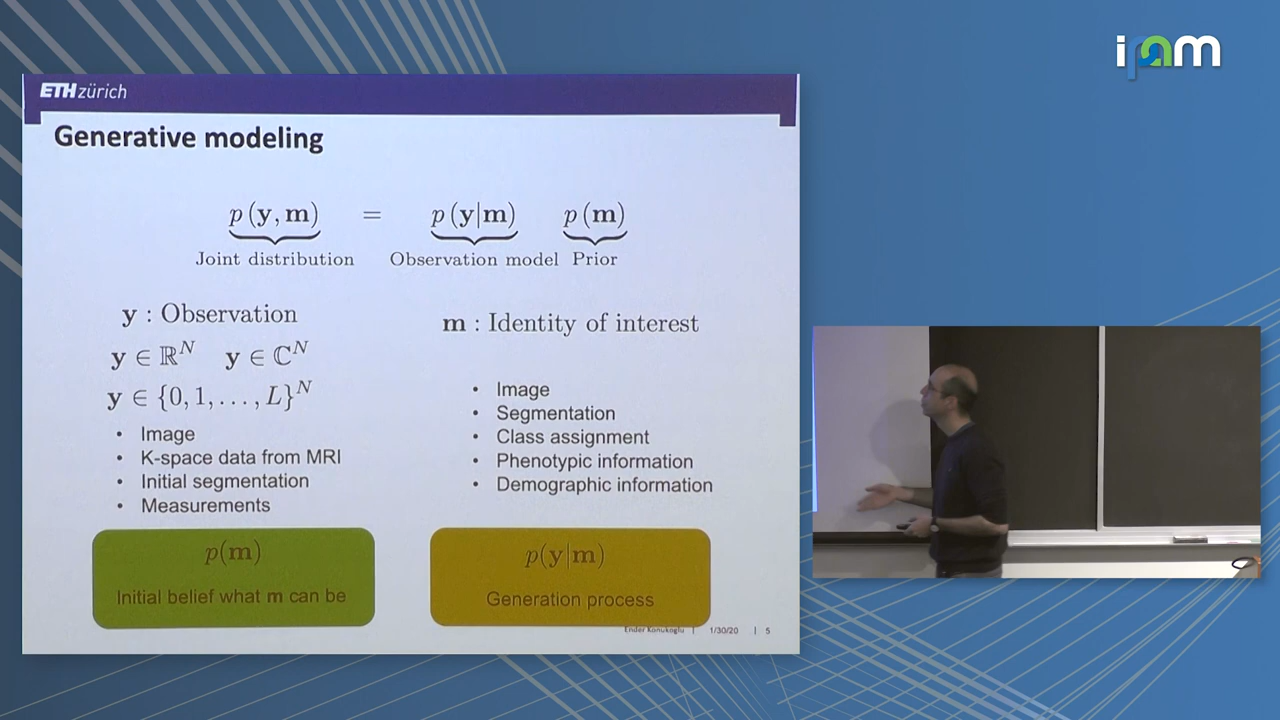 ipam
ETH zürich
Generative modeling
p(y, m) = p(y|m) p(m)
Joint distribution Observation model Prior
y : Observation
y ∈ ℝ^N y ∈ ℂ^N
y ∈ {0, 1, . . . , L}^N
• Image
• K-space data from MRI
• Initial segmentation
• Measurements
m : Identity of interest
• Image
• Segmentation
• Class assignment
• Phenotypic information
• Demographic information
p(m)
Initial belief what m can be
p(y|m)
Generation process
Ender Konukoglu | 1/30/20 | 5